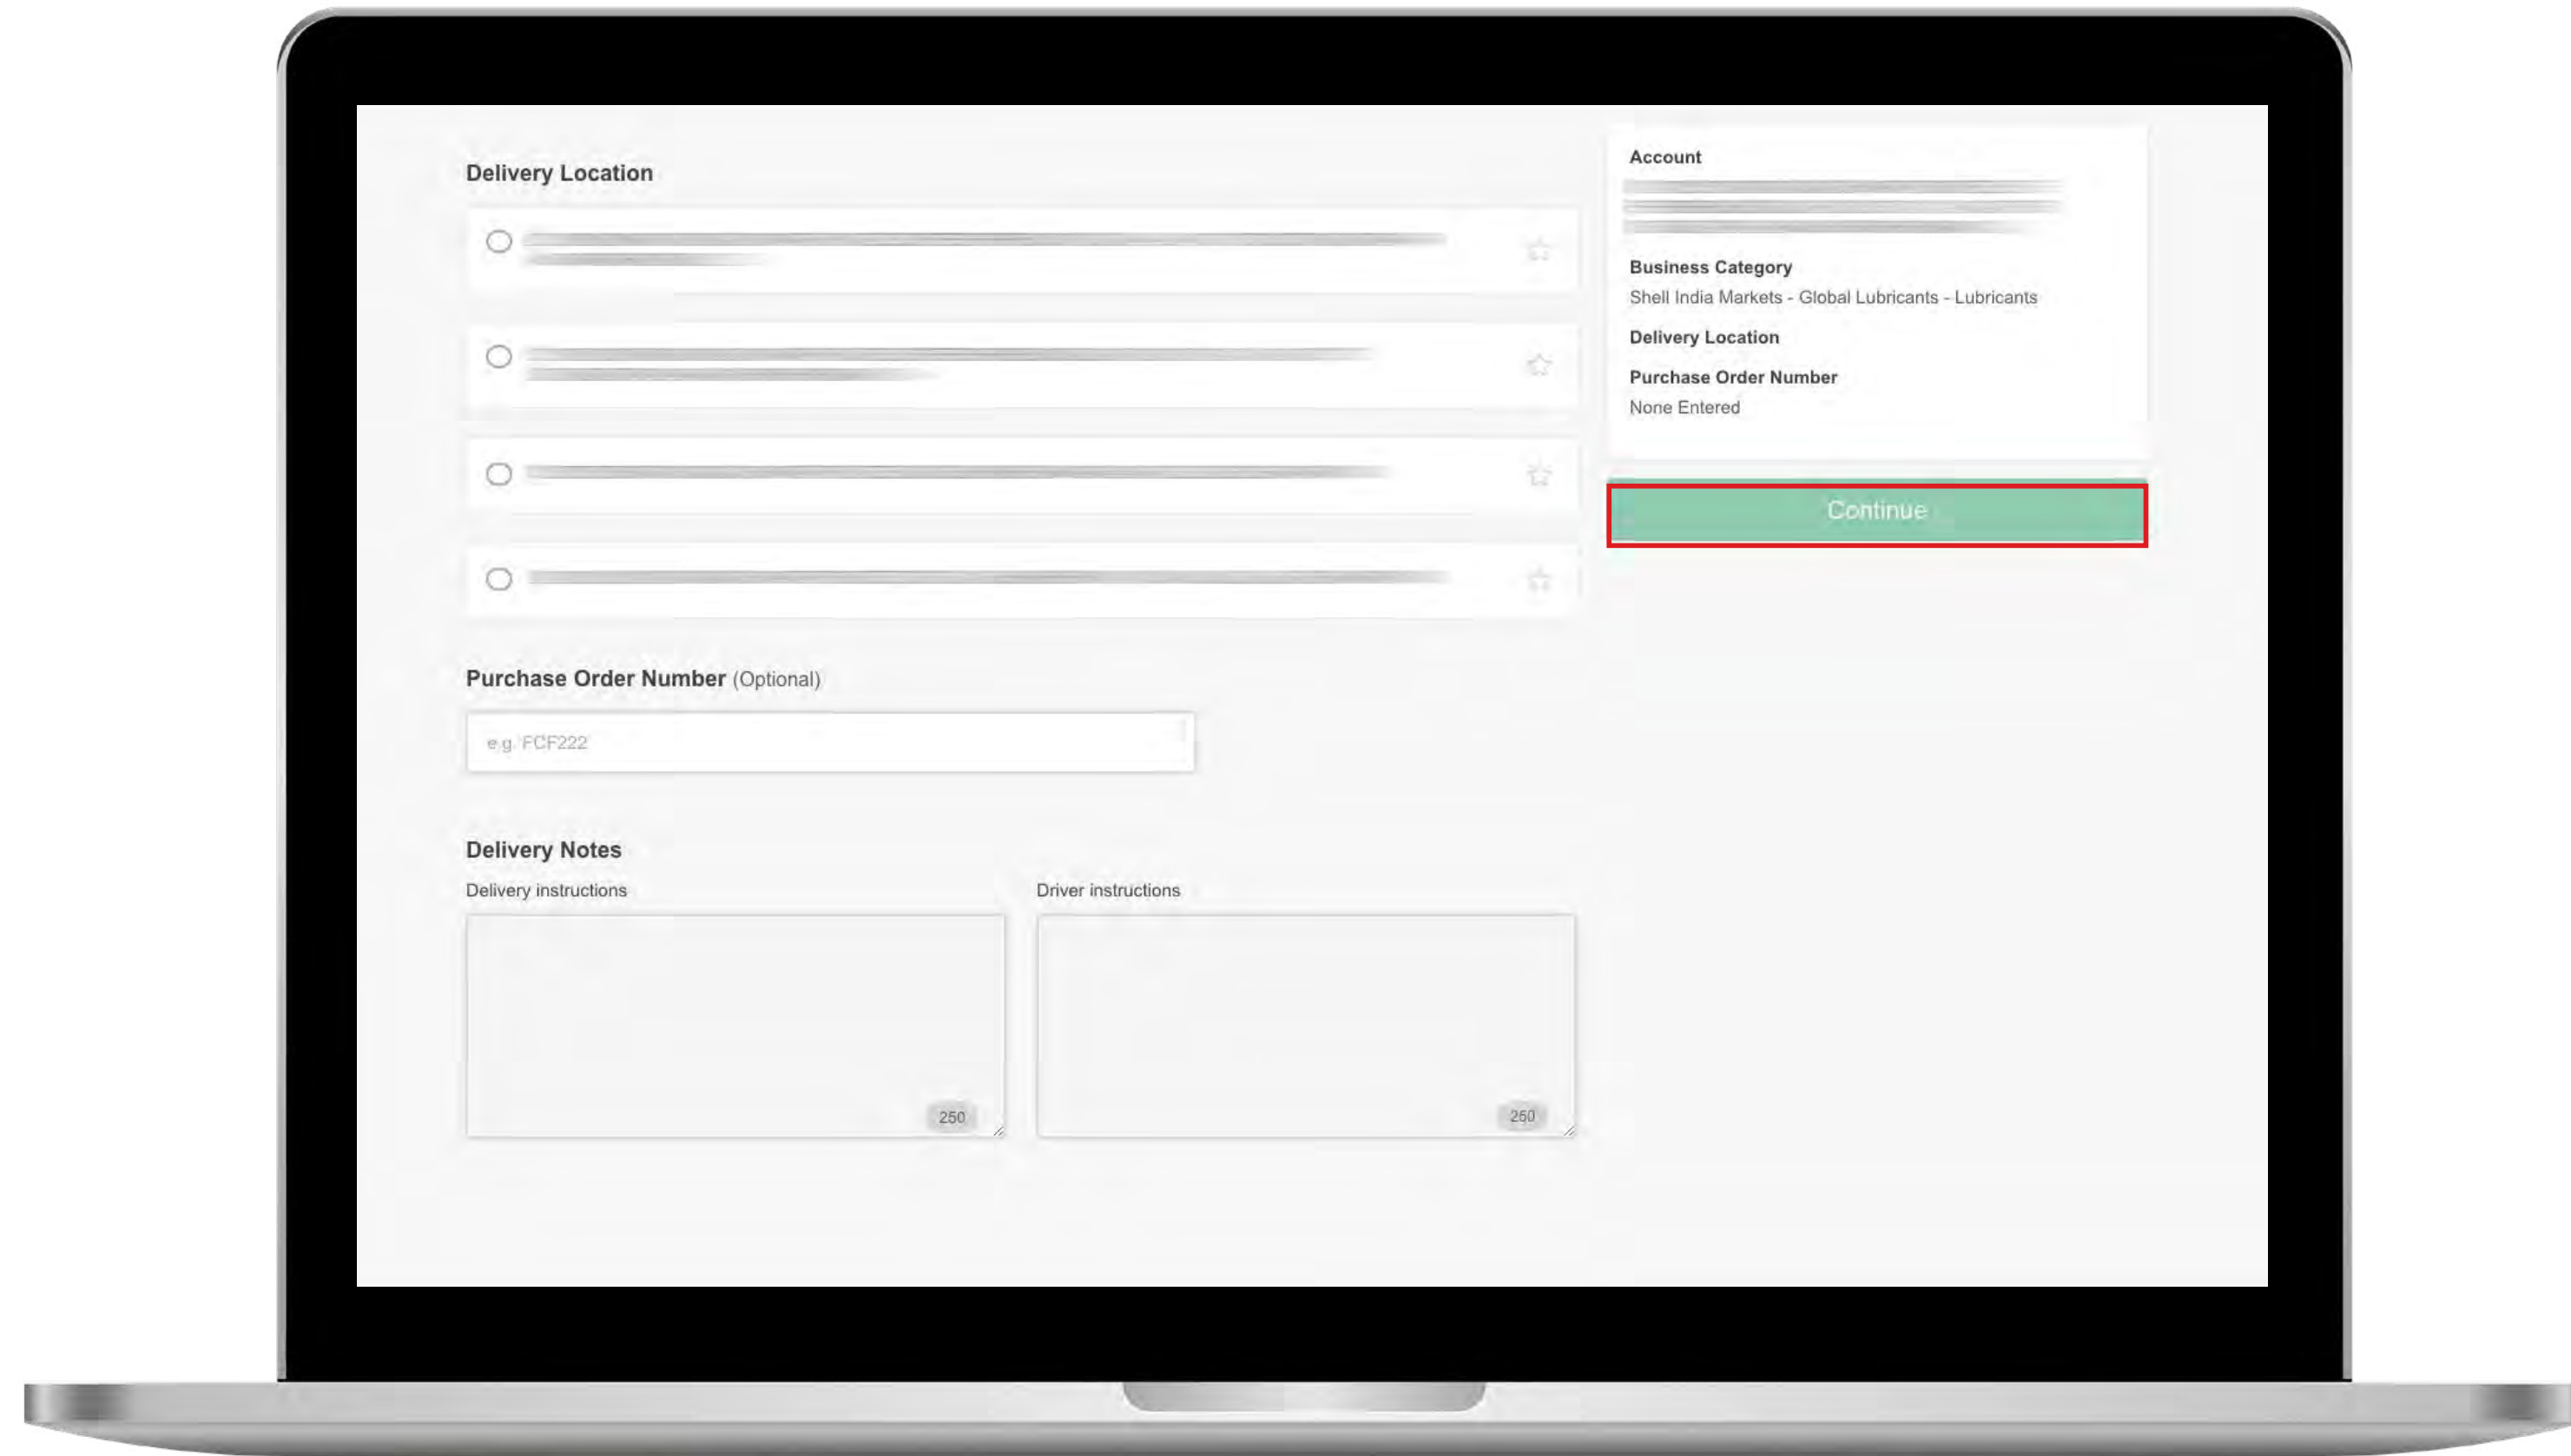 Delivery Location
Purchase Order Number (Optional)
e.g. FCF222
Delivery Notes
Delivery instructions
Driver instructions
250
250
Account
Business Category
Shell India Markets - Global Lubricants - Lubricants
Delivery Location
Purchase Order Number
None Entered
Continue